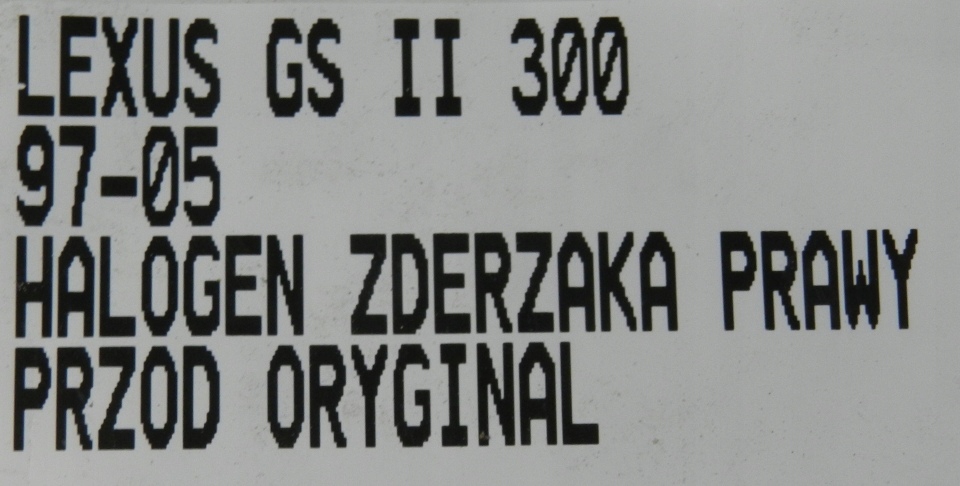 LEXUS GS II 300
97-05
HALOGEN ZDERZAKA PRAWY
PRZOD ORYGINAL